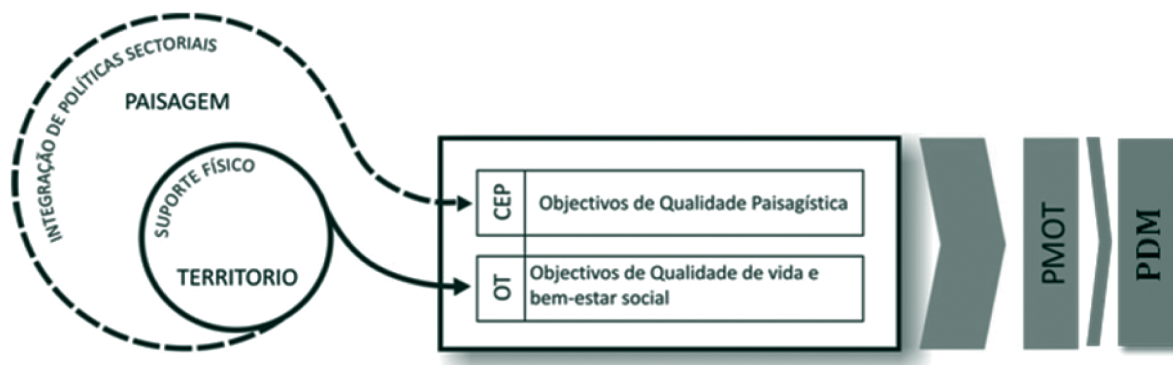 INTEGRAÇÃO DE POLÍTICAS SECTORIAIS
PAISAGEM
SUPORTE FÍSICO
TERRITORIO
CEP
Objectivos de Qualidade Paisagística
OT
Objectivos de Qualidade de vida e
bem-estar social
PMOT
PDM